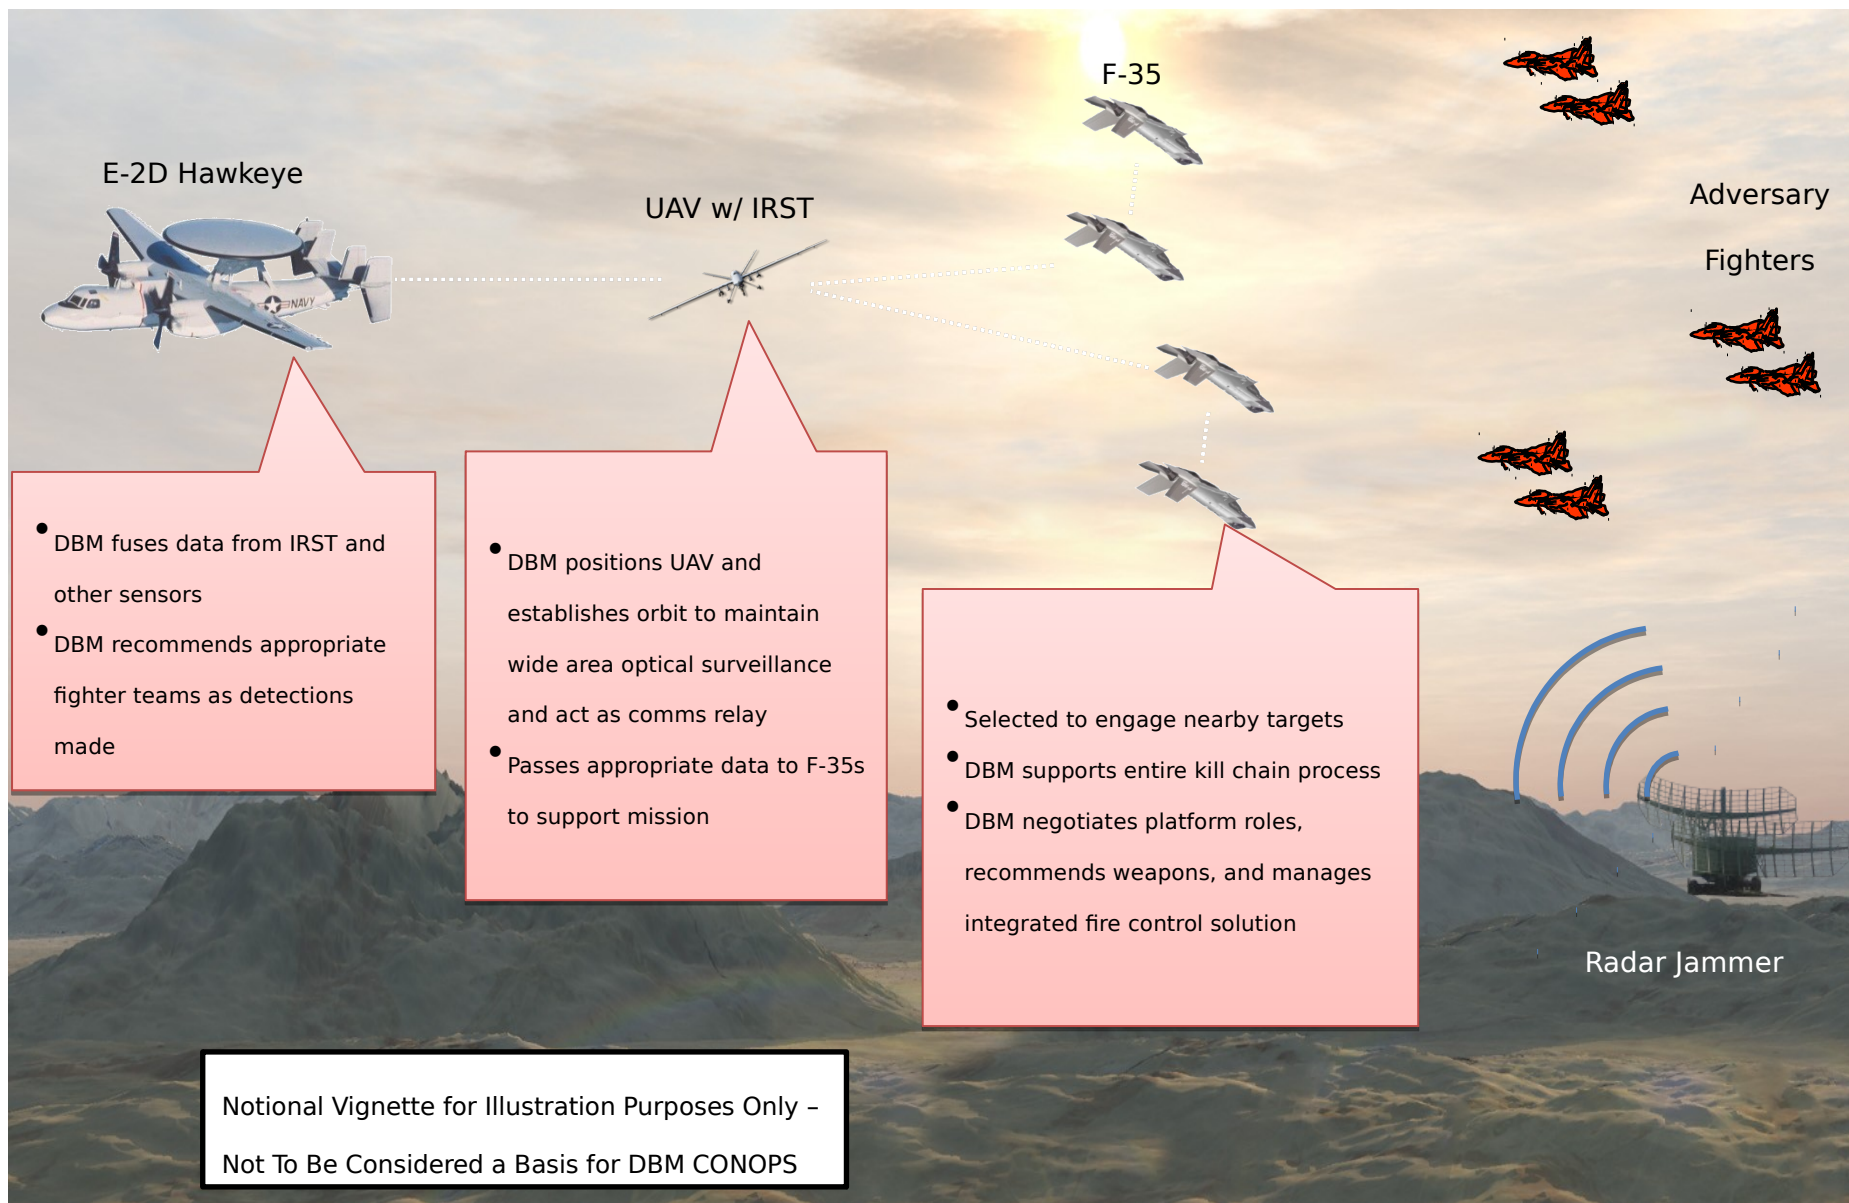 F-35
E-2D Hawkeye
UAV w/ IRST
Adversary
Fighters
NAVY
• DBM fuses data from IRST and
other sensors
• DBM recommends appropriate
fighter teams as detections
made
• DBM positions UAV and
establishes orbit to maintain
wide area optical surveillance
and act as comms relay
• Passes appropriate data to F-35s
to support mission
• Selected to engage nearby targets
• DBM supports entire kill chain process
• DBM negotiates platform roles,
recommends weapons, and manages
integrated fire control solution
Radar Jammer
Notional Vignette for Illustration Purposes Only –
Not To Be Considered a Basis for DBM CONOPS